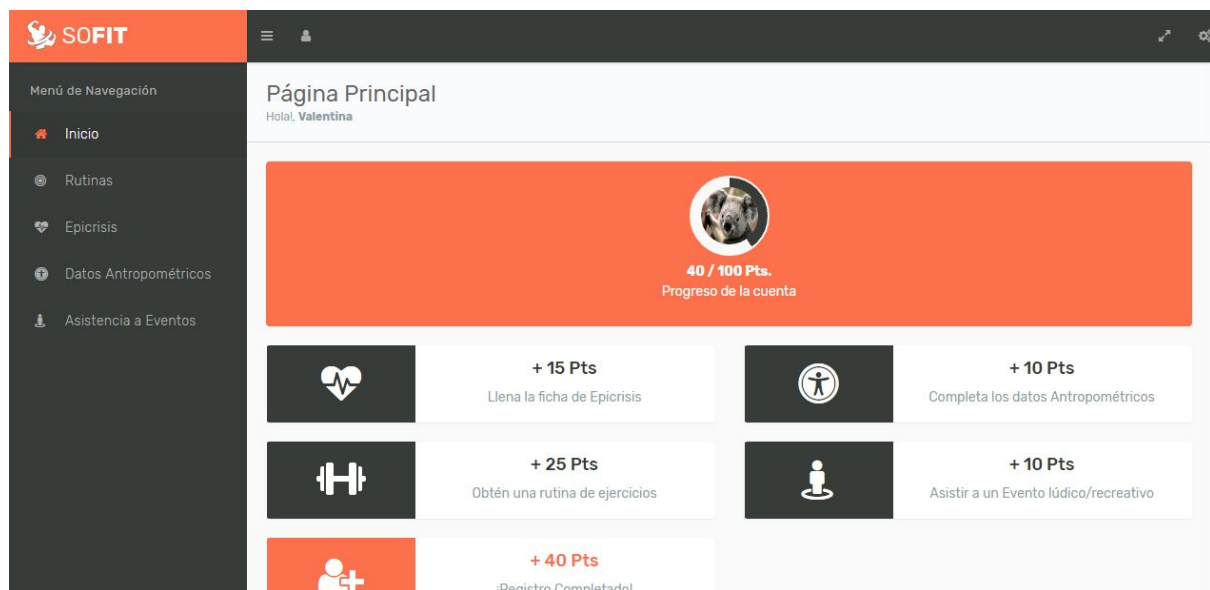 SOFIT
Menú de Navegación
Inicio
Rutinas
Epicrisis
Datos Antropométricos
Asistencia a Eventos
Página Principal
Hola!, Valentina
40 / 100 Pts.
Progreso de la cuenta
+ 15 Pts
Llena la ficha de Epicrisis
+ 10 Pts
Completa los datos Antropométricos
+ 25 Pts
Obtén una rutina de ejercicios
+ 10 Pts
Asistir a un Evento lúdico/recreativo
+ 40 Pts
¡Registro Completado!